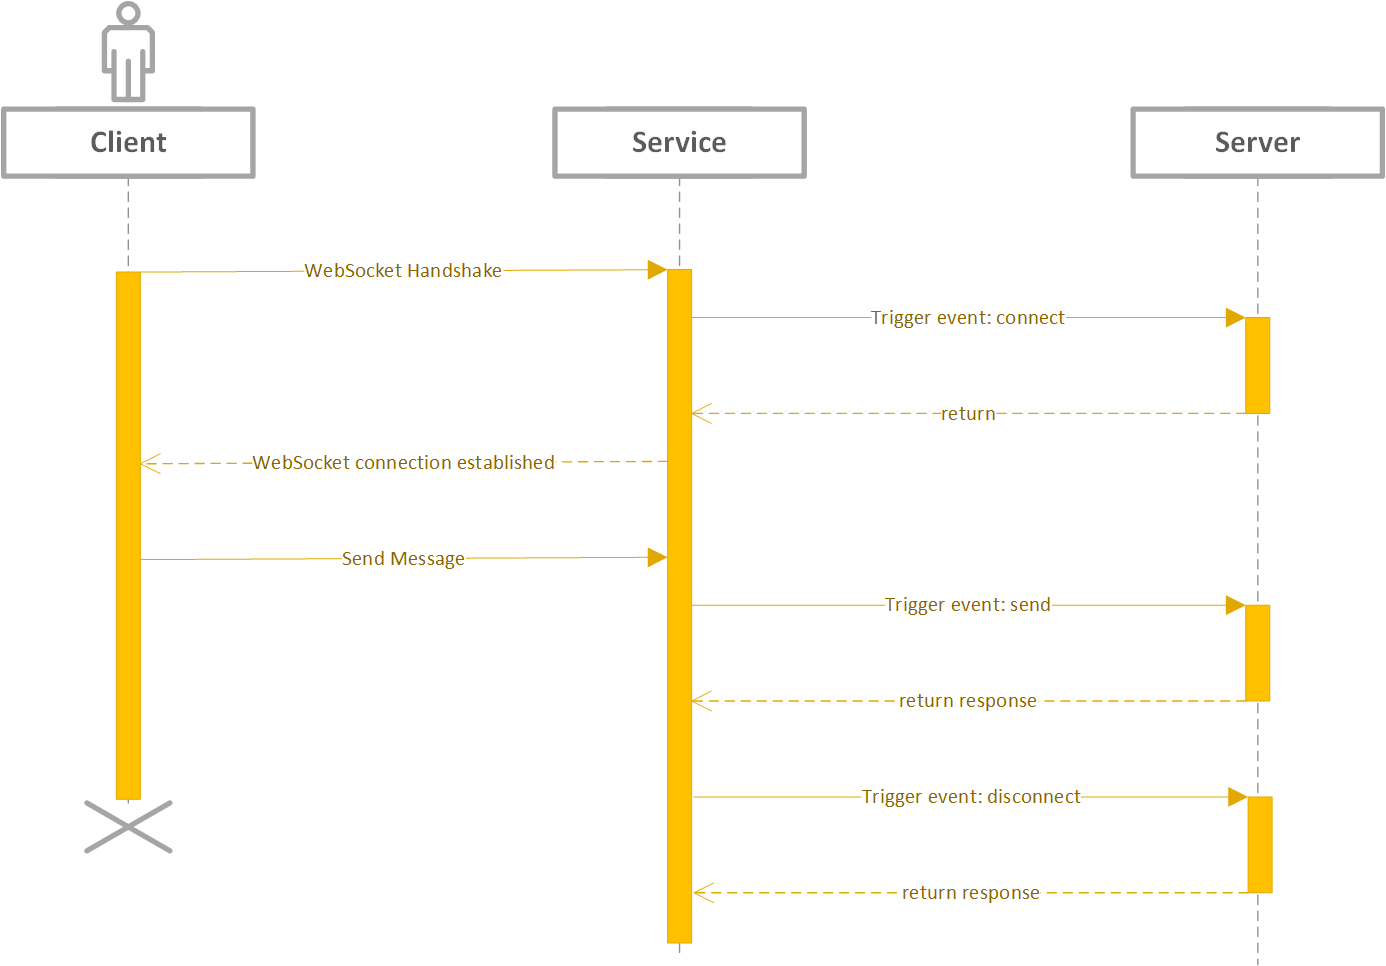 Client
Service
Server
WebSocket Handshake
Trigger event: connect
return
WebSocket connection established
Send Message
Trigger event: send
return response
Trigger event: disconnect
return response